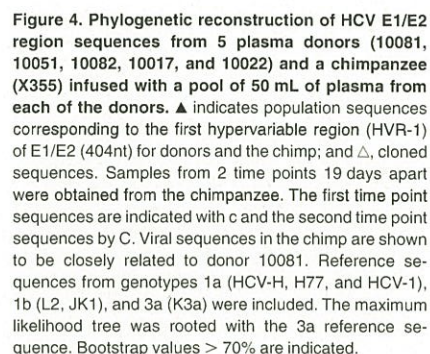 Figure 4. Phylogenetic reconstruction of HCV E1/E2
region sequences from 5 plasma donors (10081,
10051, 10082, 10017, and 10022) and a chimpanzee
(X355) infused with a pool of 50 mL of plasma from
each of the donors. ▲ indicates population sequences
corresponding to the first hypervariable region (HVR-1)
of E1/E2 (404nt) for donors and the chimp; and △, cloned
sequences. Samples from 2 time points 19 days apart
were obtained from the chimpanzee. The first time point
sequences are indicated with c and the second time point
sequences by C. Viral sequences in the chimp are shown
to be closely related to donor 10081. Reference se-
quences from genotypes 1a (HCV-H, H77, and HCV-1),
1b (L2, JK1), and 3a (K3a) were included. The maximum
likelihood tree was rooted with the 3a reference se-
quence. Bootstrap values > 70% are indicated.